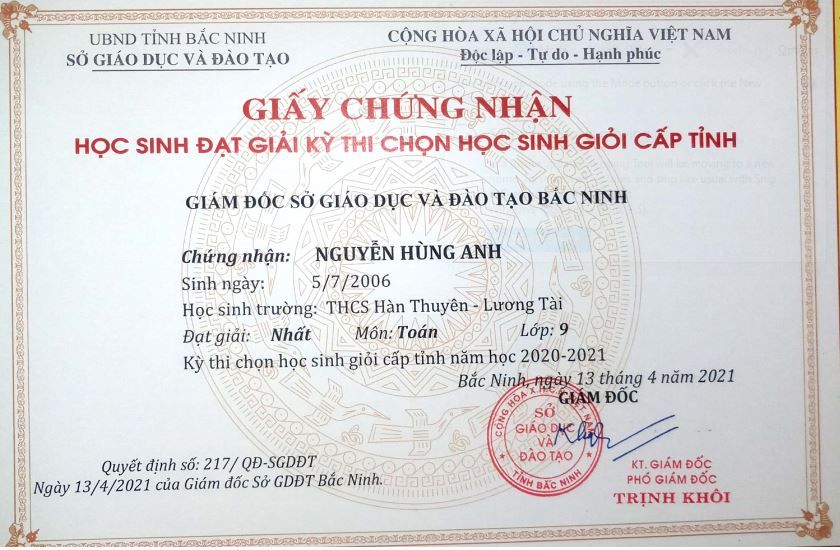 UBND TỈNH BẮC NINH
SỞ GIÁO DỤC VÀ ĐÀO TẠO
CỘNG HÒA XÃ HỘI CHỦ NGHĨA VIỆT NAM
Độc lập - Tự do - Hạnh phúc
GIẤY CHỨNG NHẬN
HỌC SINH ĐẠT GIẢI KỲ THI CHỌN HỌC SINH GIỎI CẤP TỈNH
GIÁM ĐỐC SỞ GIÁO DỤC VÀ ĐÀO TẠO BẮC NINH
Chứng nhận: NGUYỄN HÙNG ANH
Sinh ngày: 5/7/2006
Học sinh trường: THCS Hàn Thuyên - Lương Tài
Đạt giải: Nhất Môn: Toán Lớp: 9
Kỳ thi chọn học sinh giỏi cấp tỉnh năm học 2020-2021
Bắc Ninh, ngày 13 tháng 4 năm 2021
GIÁM ĐỐC
CỘNG HÒA X.H.C.N VIỆT NAM
SỞ
GIÁO DỤC
VÀ
ĐÀO TẠO
TỈNH BẮC NINH
KT. GIÁM ĐỐC
PHÓ GIÁM ĐỐC
TRỊNH KHÔI
Quyết định số: 217/ QĐ-SGDĐT
Ngày 13/4/2021 của Giám đốc Sở GDĐT Bắc Ninh.